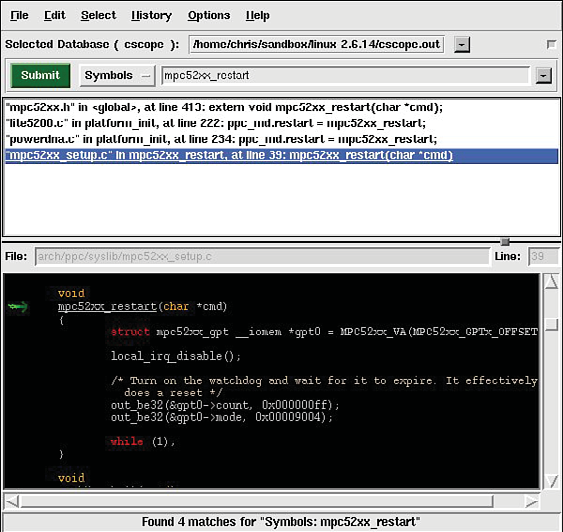 File Edit Select History Options Help
Selected Database ( cscope ): /home/chris/sandbox/linux 2.6.14/cscope.out
Submit Symbols mpc52xx_restart
"mpc52xx.h" in <global>, at line 413: extern void mpc52xx_restart(char *cmd);
"lite5200.c" in platform_init, at line 222: ppc_md.restart = mpc52xx_restart;
"powerdna.c" in platform_init, at line 234: ppc_md.restart = mpc52xx_restart;
"mpc52xx_setup.c" in mpc52xx_restart, at line 39: mpc52xx_restart(char *cmd)
File: arch/ppc/syslib/mpc52xx_setup.c Line: 39
void
mpc52xx_restart(char *cmd)
{
struct mpc52xx_gpt __iomem *gpt0 = MPC52xx_VA(MPC52xx_GPTx_OFFSET
local_irq_disable();
/* Turn on the watchdog and wait for it to expire. It effectively
does a reset */
out_be32(&gpt0->count, 0x000000ff);
out_be32(&gpt0->mode, 0x00009004);
while (1);
}
void
Found 4 matches for "Symbols: mpc52xx_restart"